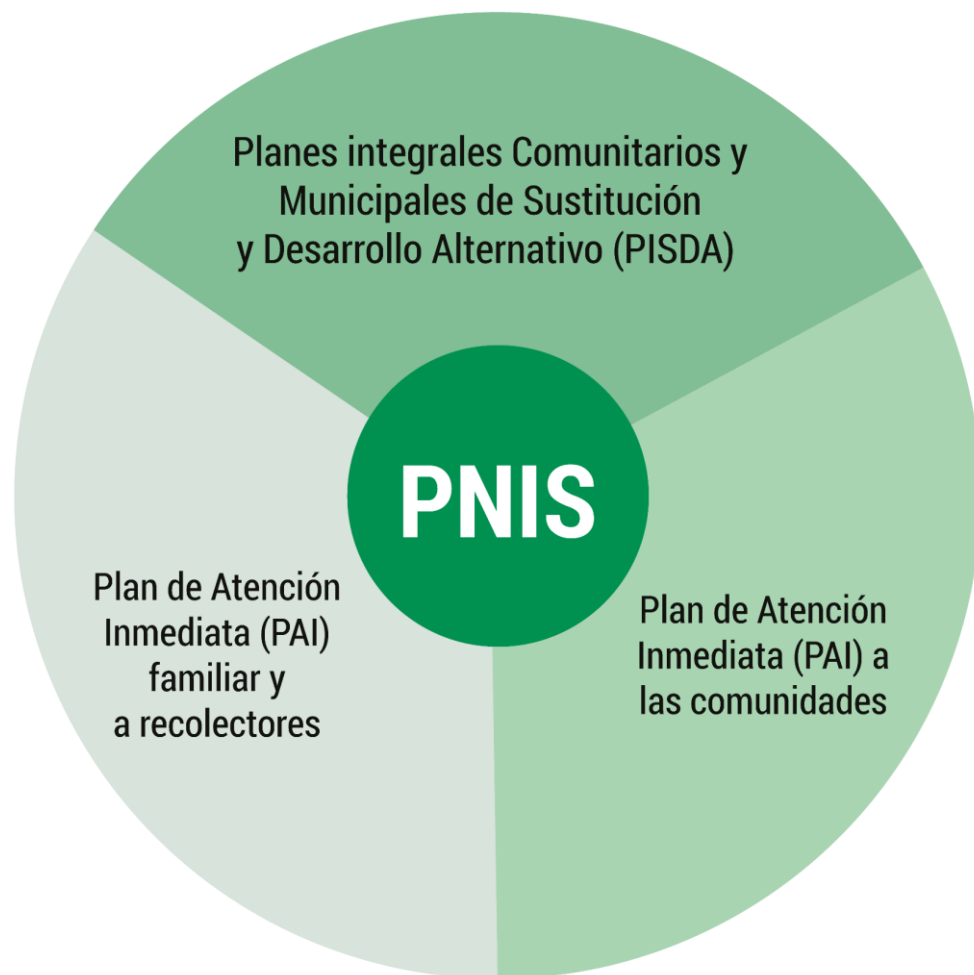 Planes integrales Comunitarios y
Municipales de Sustitución
y Desarrollo Alternativo (PISDA)
PNIS
Plan de Atención
Inmediata (PAI)
familiar y
a recolectores
Plan de Atención
Inmediata (PAI) a
las comunidades